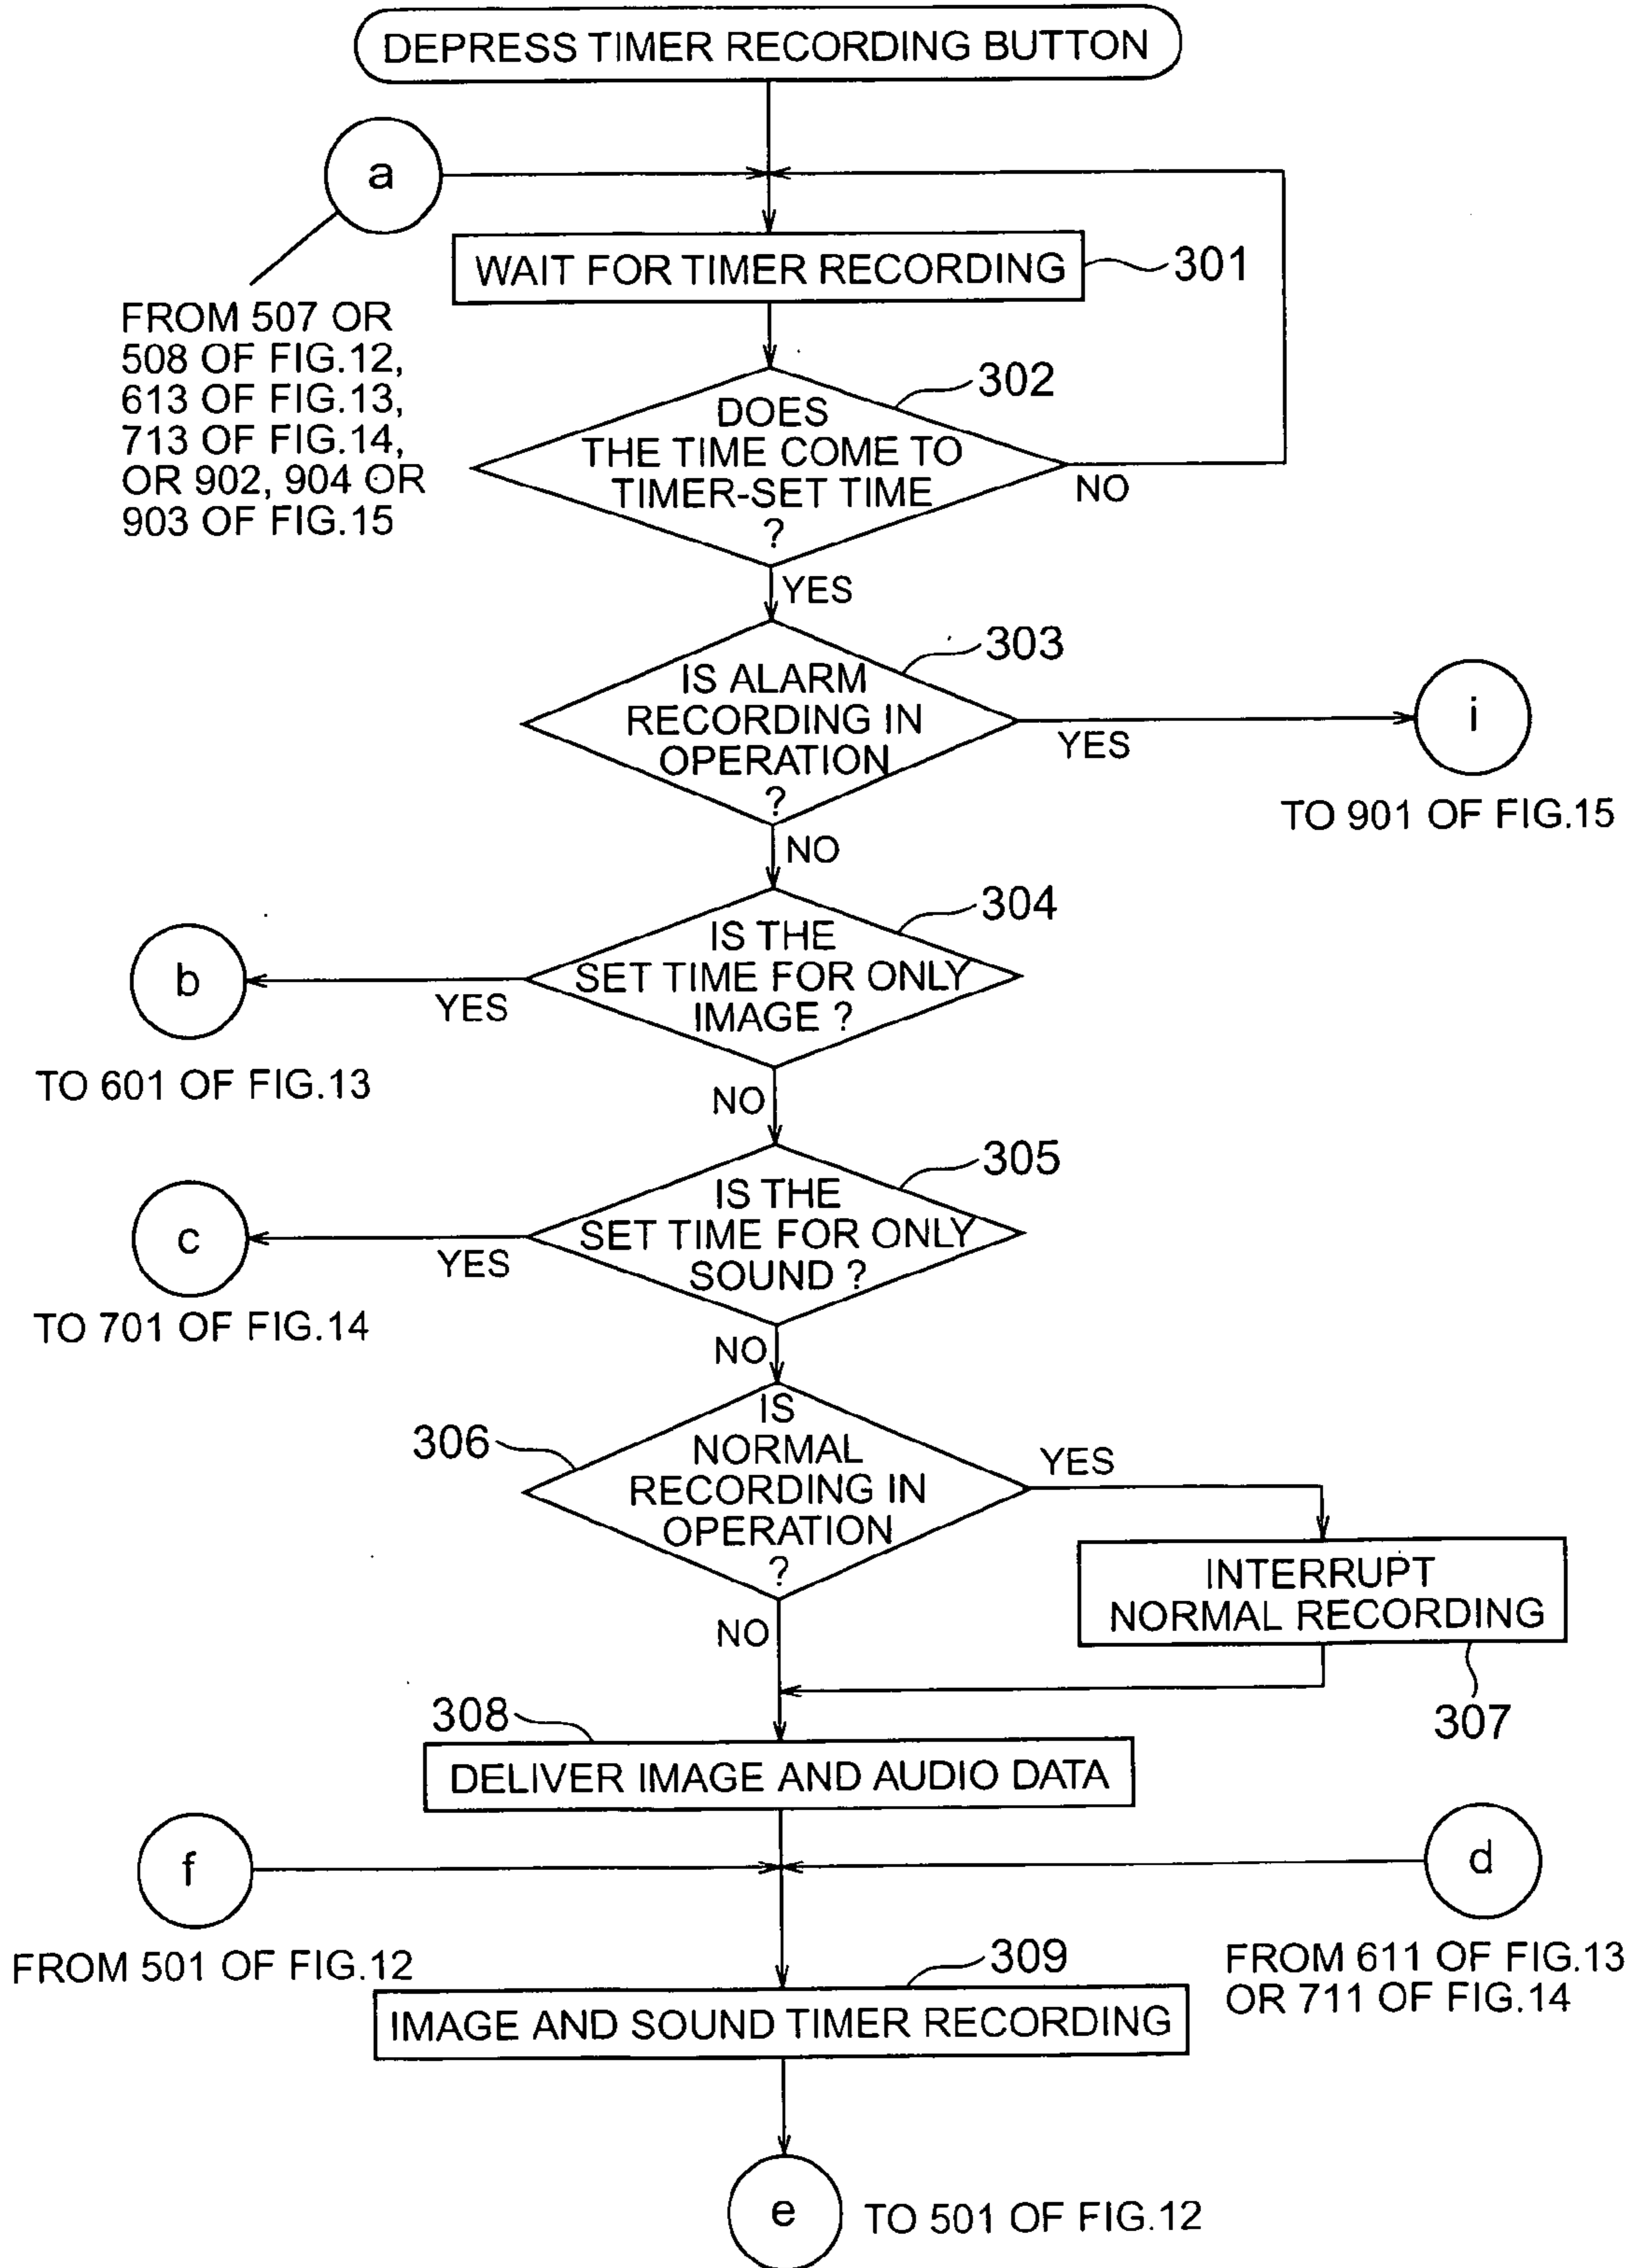 DEPRESS TIMER RECORDING BUTTON
a
WAIT FOR TIMER RECORDING
301
FROM 507 OR
508 OF FIG.12,
613 OF FIG.13,
713 OF FIG.14,
OR 902, 904 OR
903 OF FIG.15
302
DOES
THE TIME COME TO
TIMER-SET TIME
?
NO
YES
303
IS ALARM
RECORDING IN
OPERATION
?
YES
i
TO 901 OF FIG.15
NO
304
IS THE
SET TIME FOR ONLY
IMAGE ?
YES
b
TO 601 OF FIG.13
NO
305
IS THE
SET TIME FOR ONLY
SOUND ?
YES
c
TO 701 OF FIG.14
NO
306
IS
NORMAL
RECORDING IN
OPERATION
?
YES
INTERRUPT
NORMAL RECORDING
307
NO
308
DELIVER IMAGE AND AUDIO DATA
f
FROM 501 OF FIG.12
d
FROM 611 OF FIG.13
OR 711 OF FIG.14
309
IMAGE AND SOUND TIMER RECORDING
e
TO 501 OF FIG.12